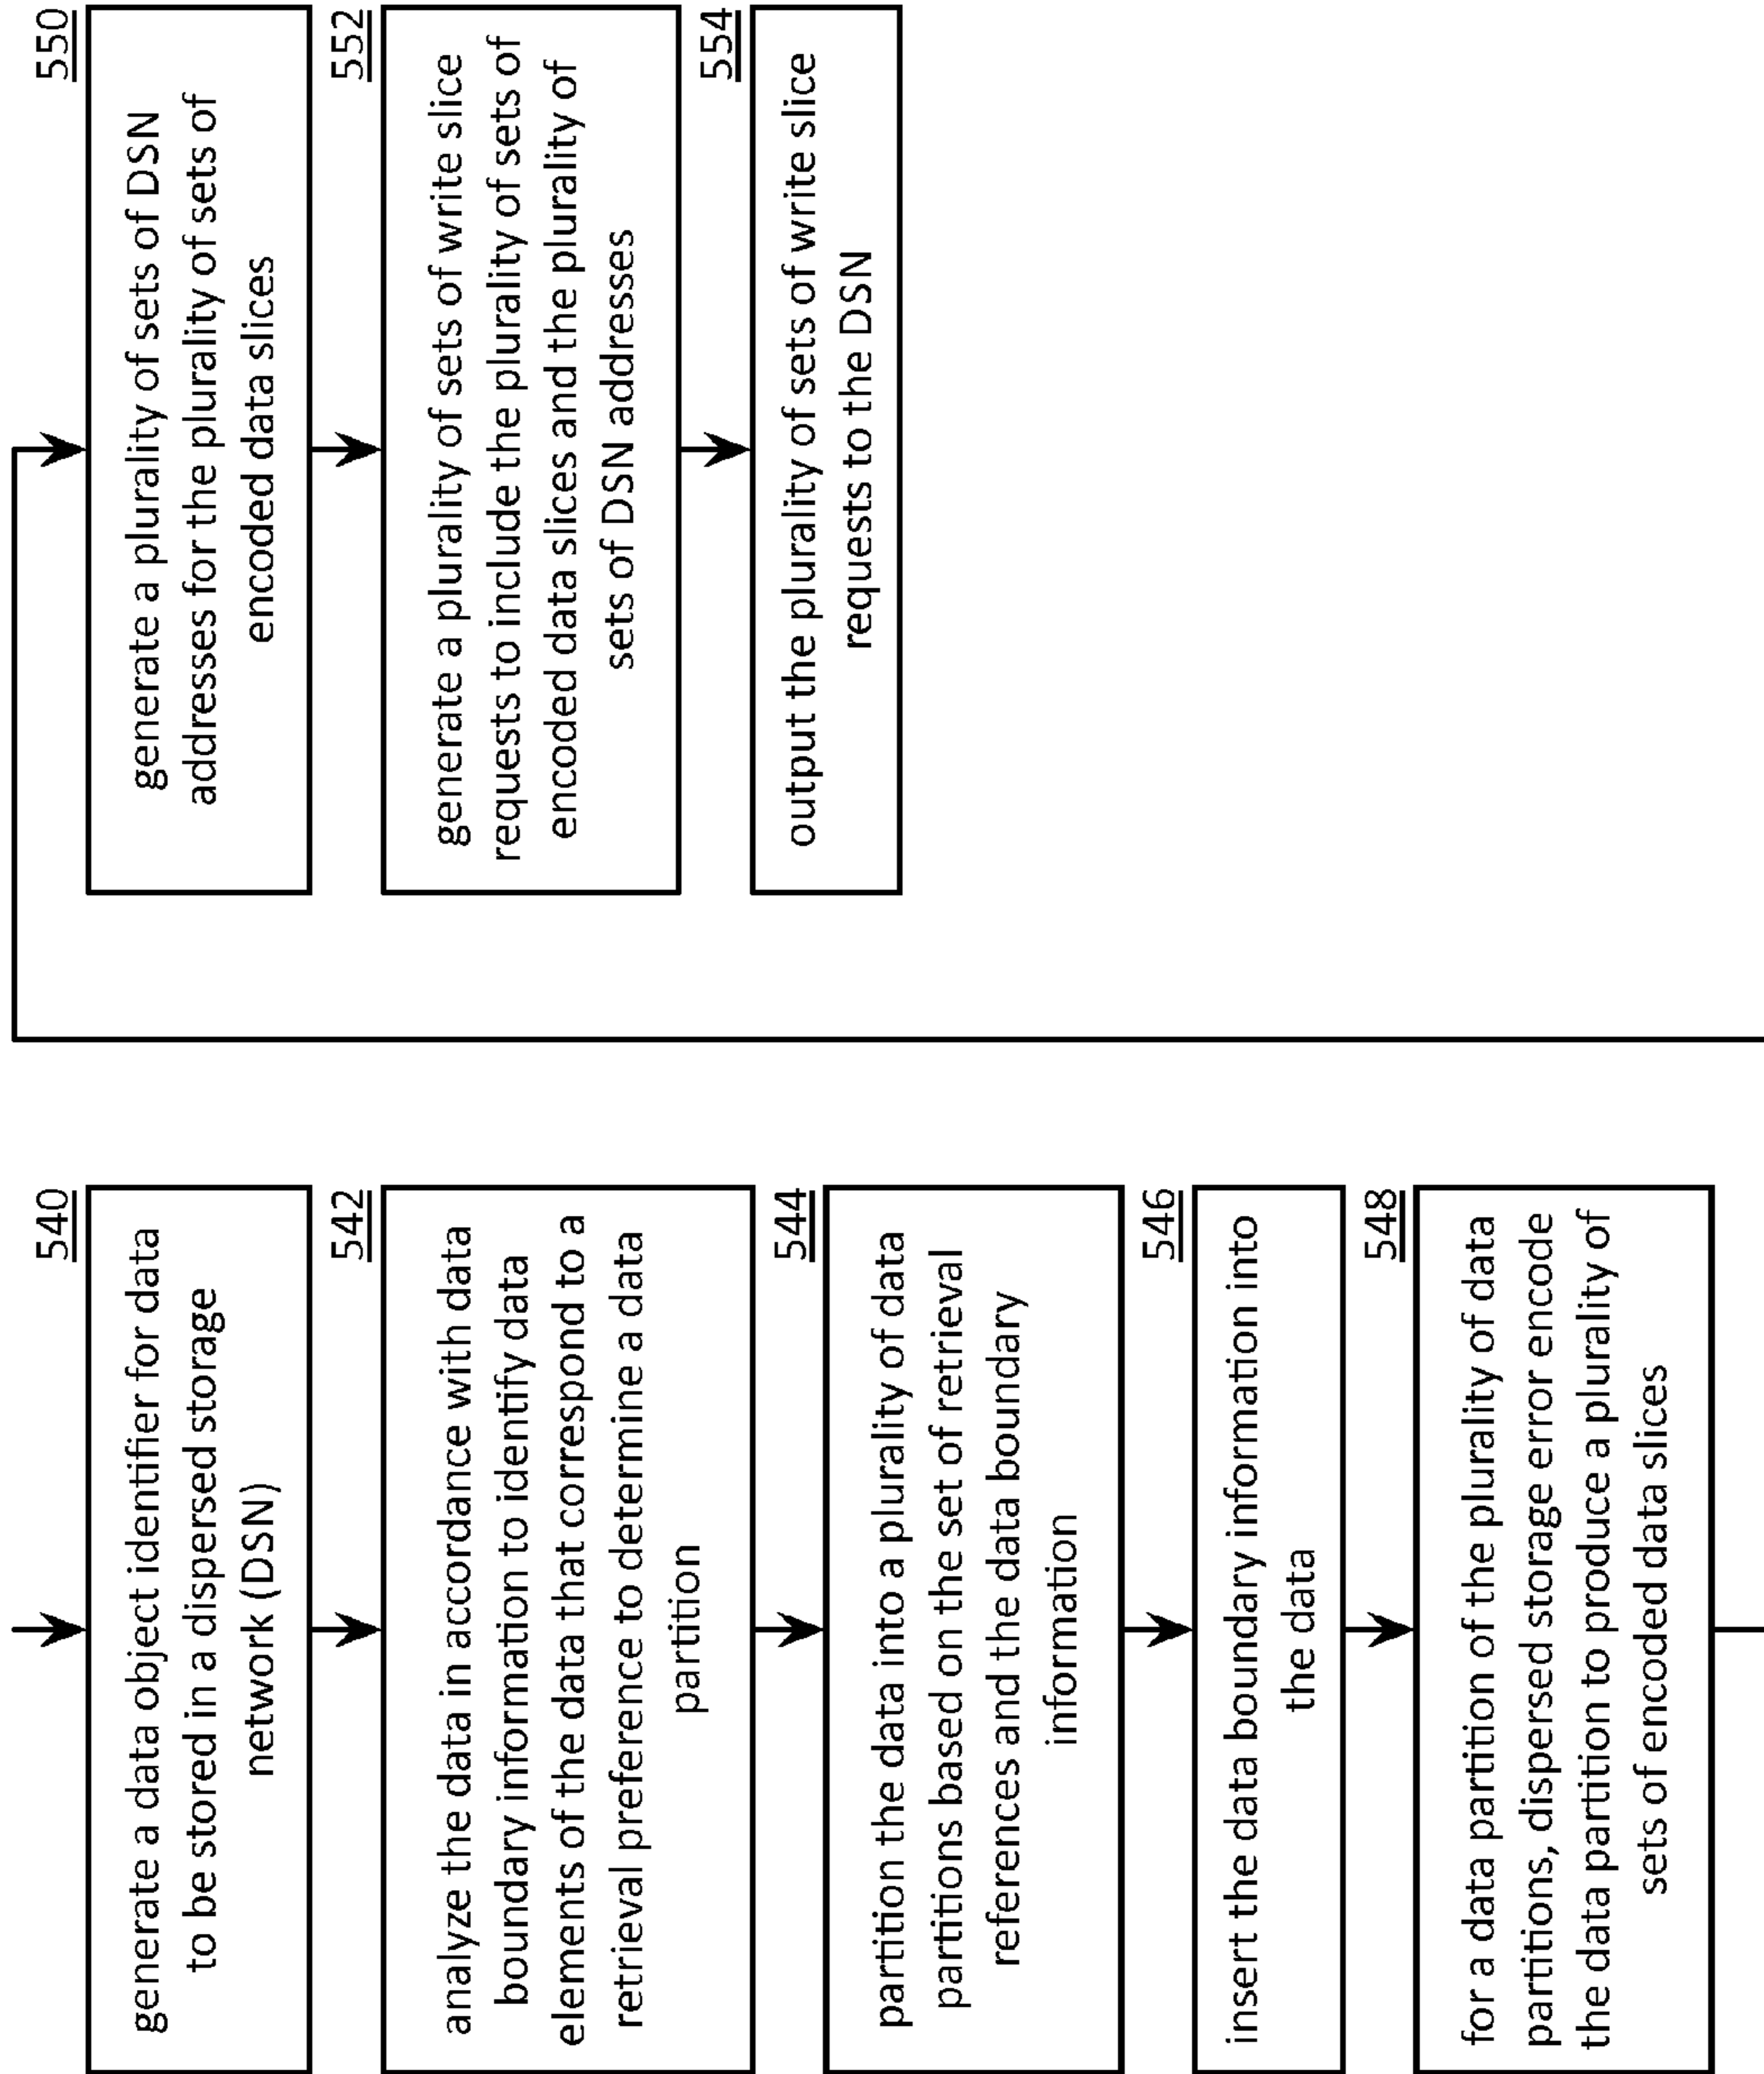 540
generate a data object identifier for data
to be stored in a dispersed storage
network (DSN)
542
analyze the data in accordance with data
boundary information to identify data
elements of the data that correspond to a
retrieval preference to determine a data
partition
544
partition the data into a plurality of data
partitions based on the set of retrieval
references and the data boundary
information
546
insert the data boundary information into
the data
548
for a data partition of the plurality of data
partitions, dispersed storage error encode
the data partition to produce a plurality of
sets of encoded data slices
550
generate a plurality of sets of DSN
addresses for the plurality of sets of
encoded data slices
552
generate a plurality of sets of write slice
requests to include the plurality of sets of
encoded data slices and the plurality of
sets of DSN addresses
554
output the plurality of sets of write slice
requests to the DSN